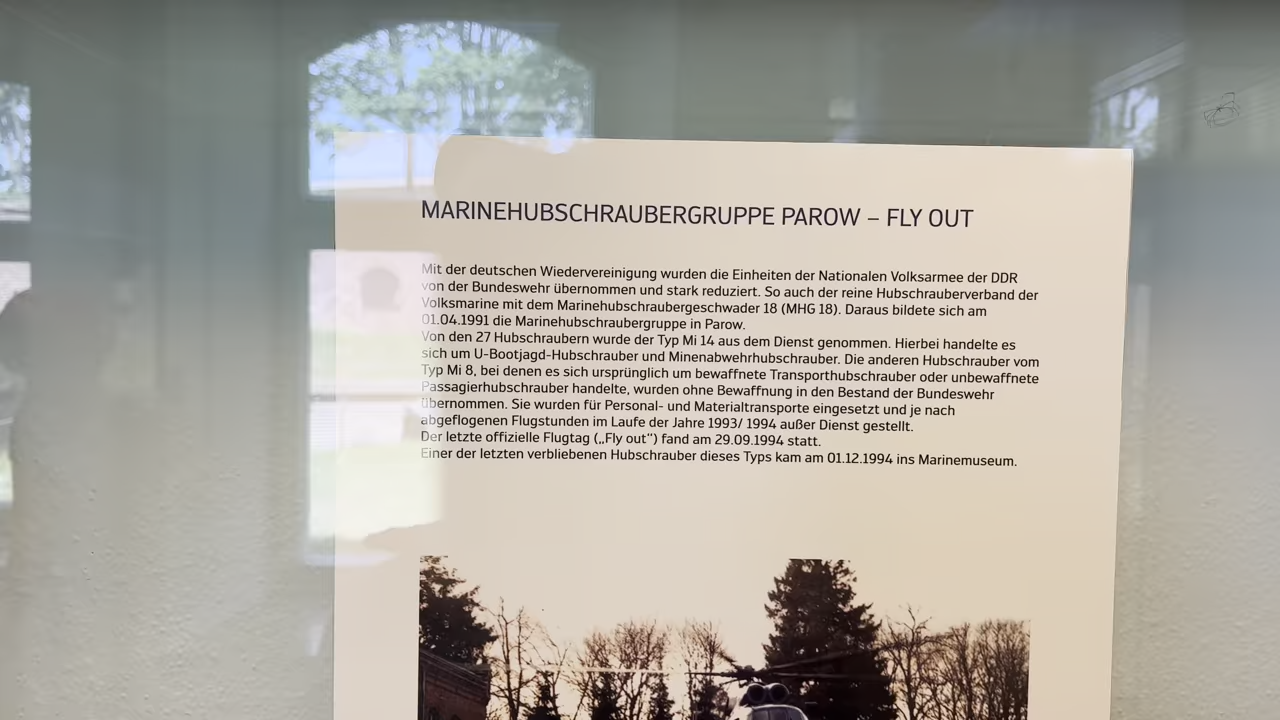 MARINEHUBSCHRAUBERGRUPPE PAROW – FLY OUT
Mit der deutschen Wiedervereinigung wurden die Einheiten der Nationalen Volksarmee der DDR
von der Bundeswehr übernommen und stark reduziert. So auch der reine Hubschrauberverband der
Volksmarine mit dem Marinehubschraubergeschwader 18 (MHG 18). Daraus bildete sich am
01.04.1991 die Marinehubschraubergruppe in Parow.
Von den 27 Hubschraubern wurde der Typ Mi 14 aus dem Dienst genommen. Hierbei handelte es
sich um U-Bootjagd-Hubschrauber und Minenabwehrhubschrauber. Die anderen Hubschrauber vom
Typ Mi 8, bei denen es sich ursprünglich um bewaffnete Transporthubschrauber oder unbewaffnete
Passagierhubschrauber handelte, wurden ohne Bewaffnung in den Bestand der Bundeswehr
übernommen. Sie wurden für Personal- und Materialtransporte eingesetzt und je nach
abgeflogenen Flugstunden im Laufe der Jahre 1993/ 1994 außer Dienst gestellt.
Der letzte offizielle Flugtag („Fly out“) fand am 29.09.1994 statt.
Einer der letzten verbliebenen Hubschrauber dieses Typs kam am 01.12.1994 ins Marinemuseum.